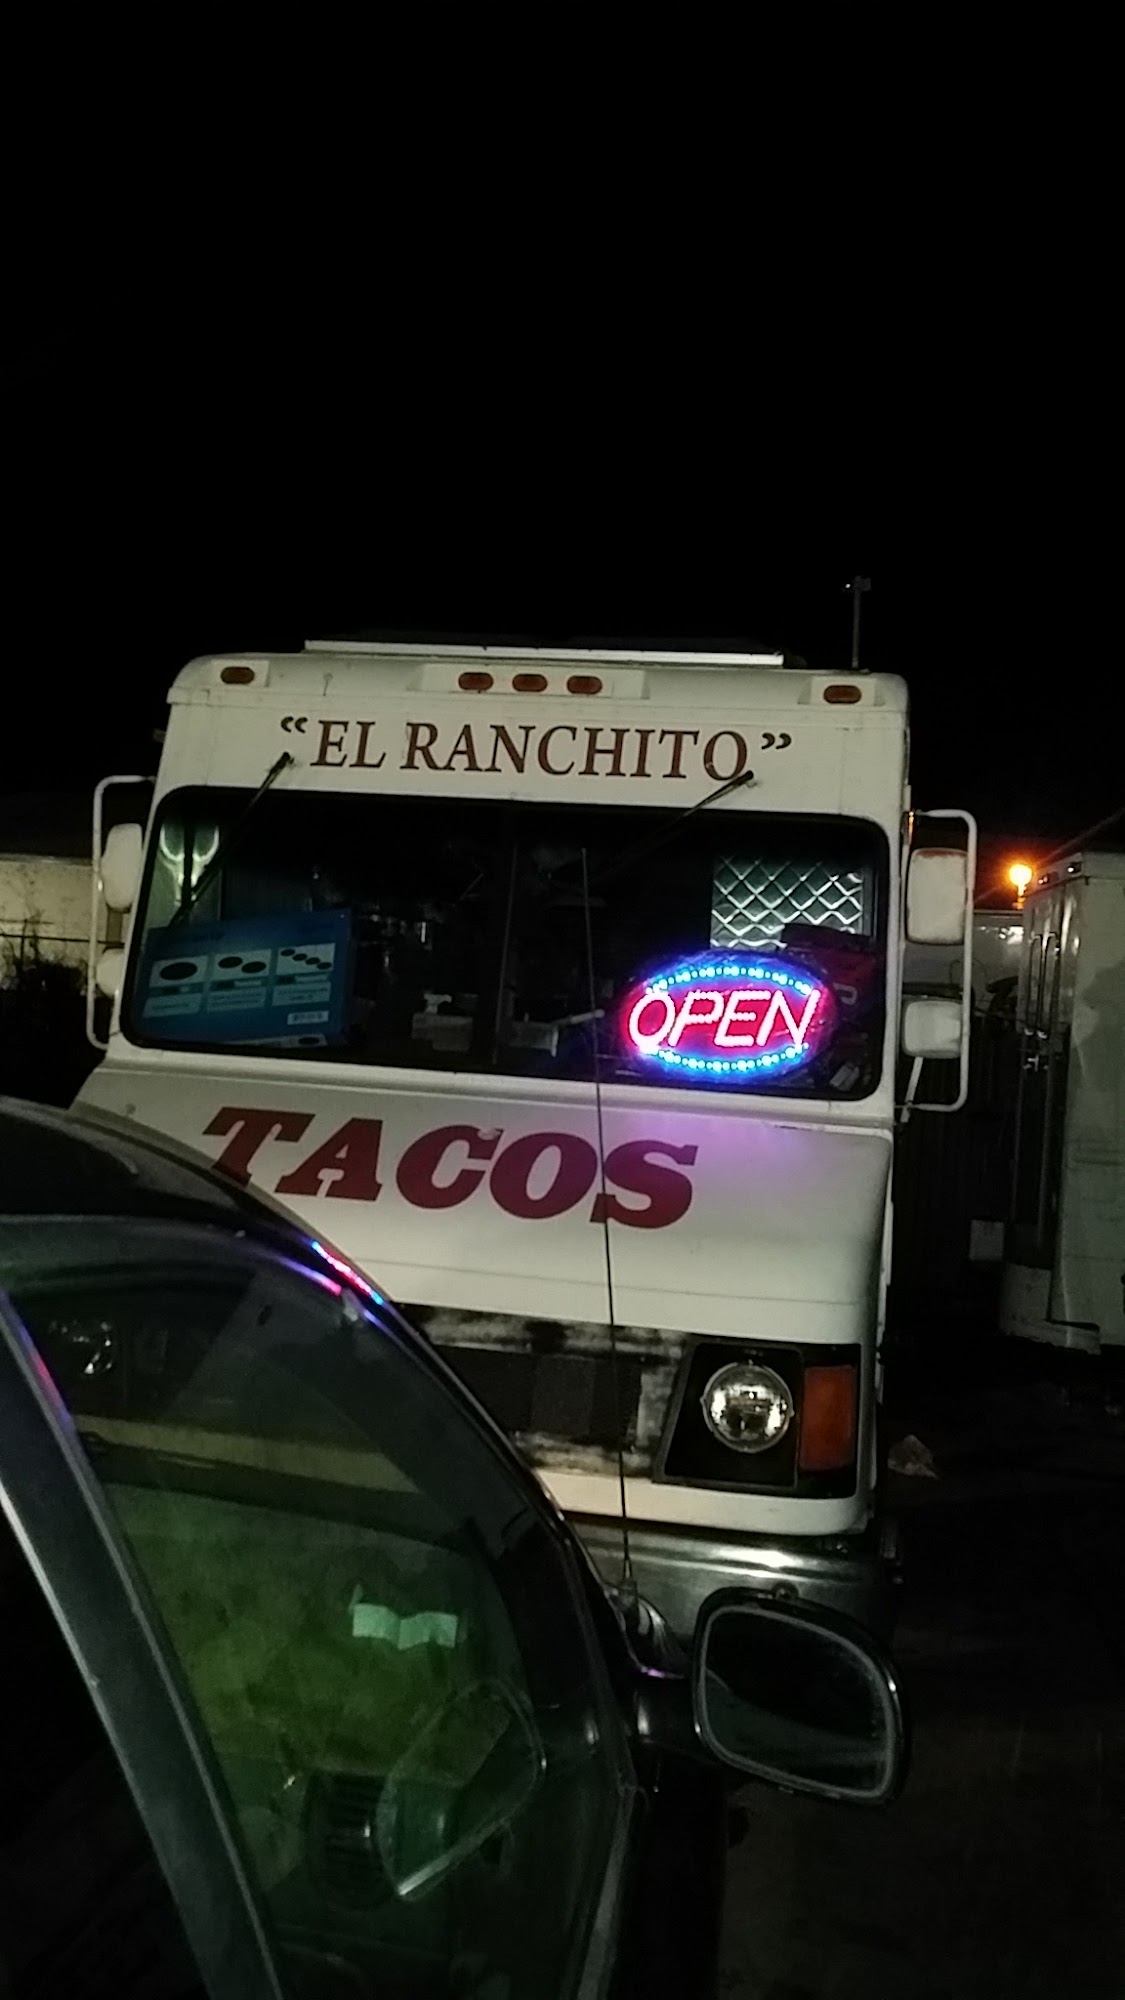 “EL RANCHITO”
OPEN
TACOS